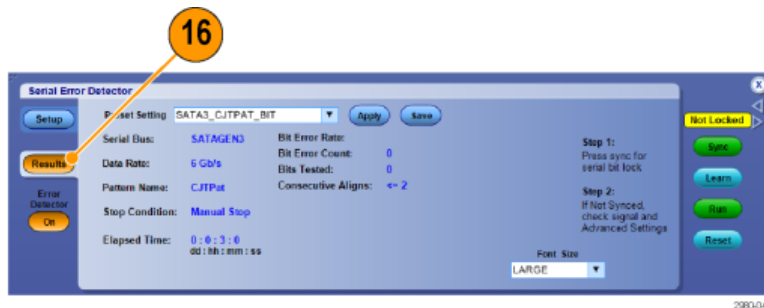 16
Serial Error Detector
Setup
Preset Setting SATA3_CJTPAT_BIT Apply Save
Serial Bus: SATAGEN3 Bit Error Rate:
Bit Error Count: 0
Data Rate: 6 Gb/s Bits Tested: 0
Pattern Name: CJTPat Consecutive Aligns: <= 2
Stop Condition: Manual Stop
Elapsed Time: 0 : 0 : 3 : 0
dd : hh : mm : ss
Results
Error
Detector
On
Step 1:
Press sync for
serial bit lock
Step 2:
If Not Synced,
check signal and
Advanced Settings
Font Size
LARGE
X
Not Locked
Sync
Learn
Run
Reset